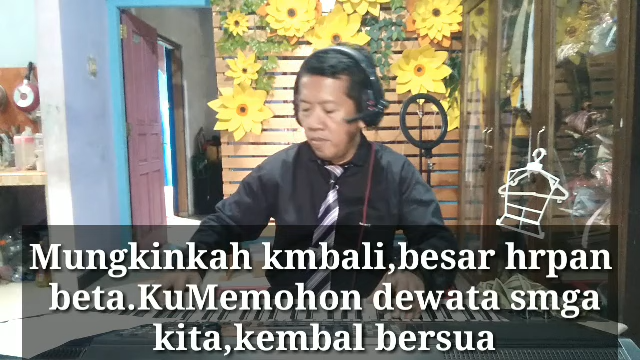 Mungkinkah kmbali,besar hrpan
beta.KuMemohon dewata smga
kita,kembal bersua